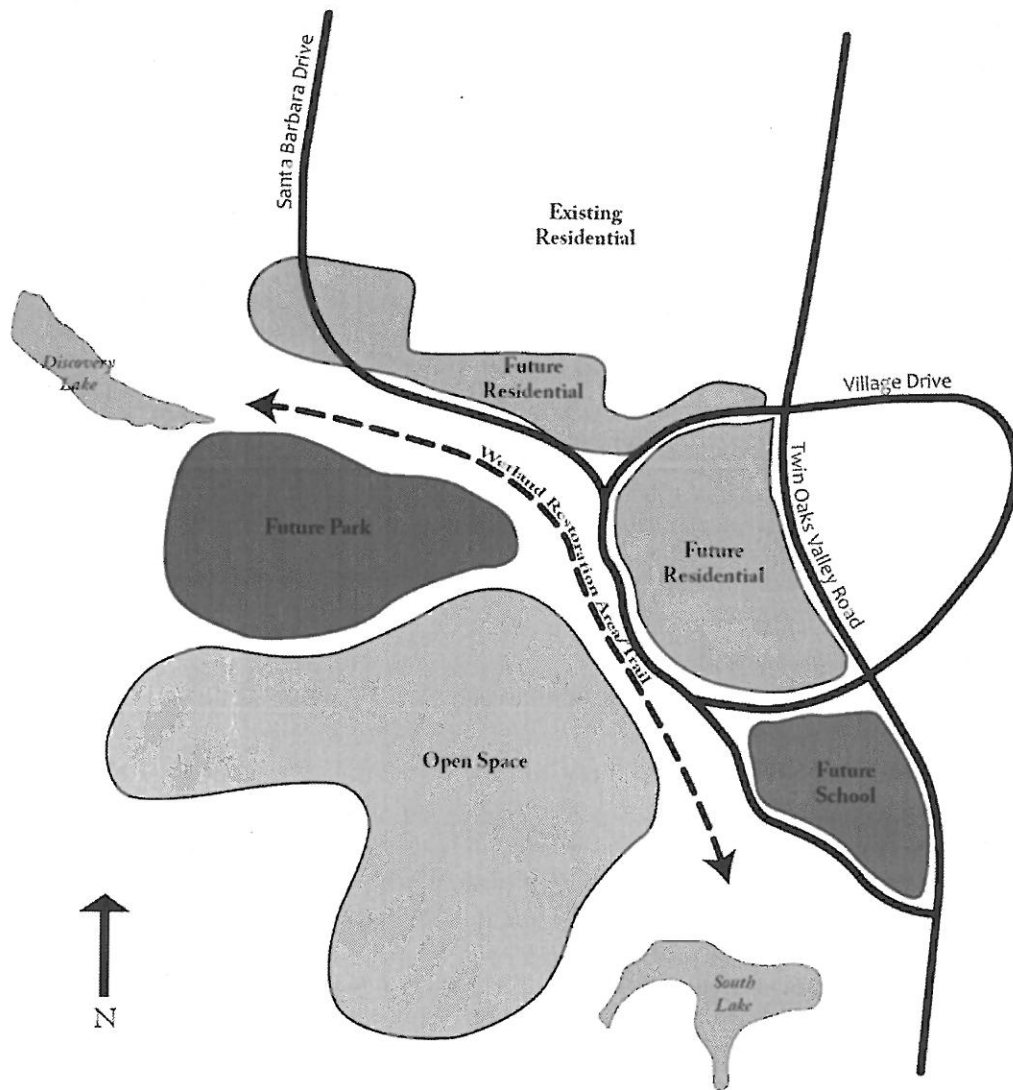 Santa Barbara Drive
Existing
Residential
Discovery
Lake
Future
Residential
Village Drive
Twin Oaks Valley Road
Wetland Restoration Area/Trail
Future Park
Future
Residential
Open Space
Future
School
South
Lake
N